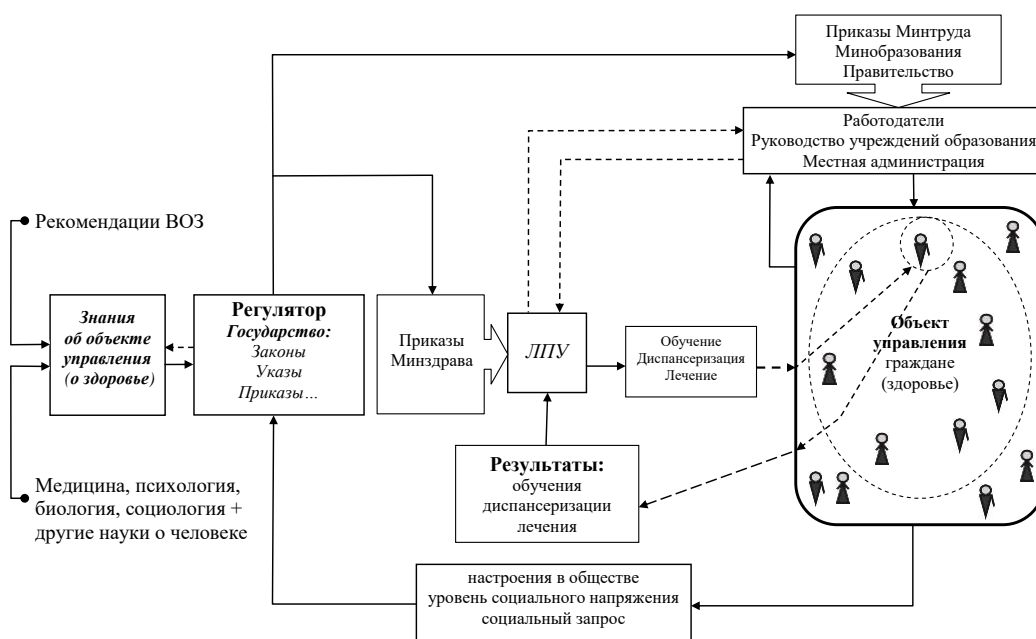 Приказы Минтруда
Минобразования
Правительство
Работодатели
Руководство учреждений образования
Местная администрация
Рекомендации ВОЗ
Знания
об объекте
управления
(о здоровье)
Регулятор
Государство:
Законы
Указы
Приказы…
Приказы
Минздрава
ЛПУ
Обучение
Диспансеризация
Лечение
Объект
управления
граждане
(здоровье)
Результаты:
обучения
диспансеризации
лечения
Медицина, психология,
биология, социология +
другие науки о человеке
настроения в обществе
уровень социального напряжения
социальный запрос